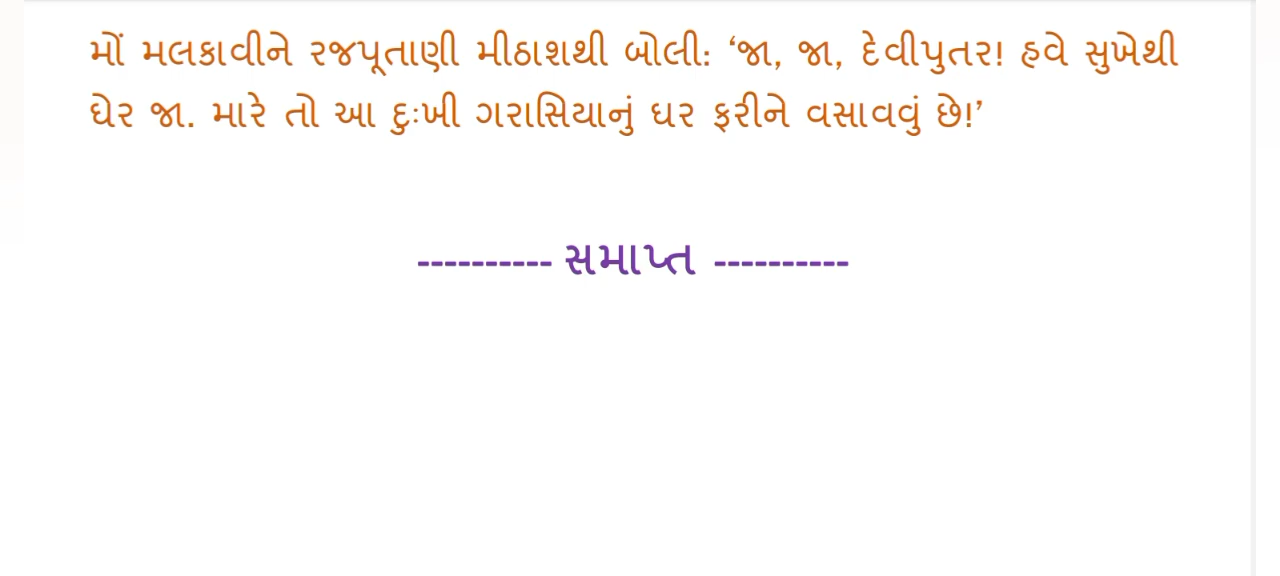 મોં મલકાવીને રજપૂતાણી મીઠાશથી બોલી: ‘જા, જા, દેવીપુતર! હવે સુખેથી
ઘેર જા. મારે તો આ દુઃખી ગરાસિયાનું ઘર ફરીને વસાવવું છે!’
---------- સમાપ્ત ----------